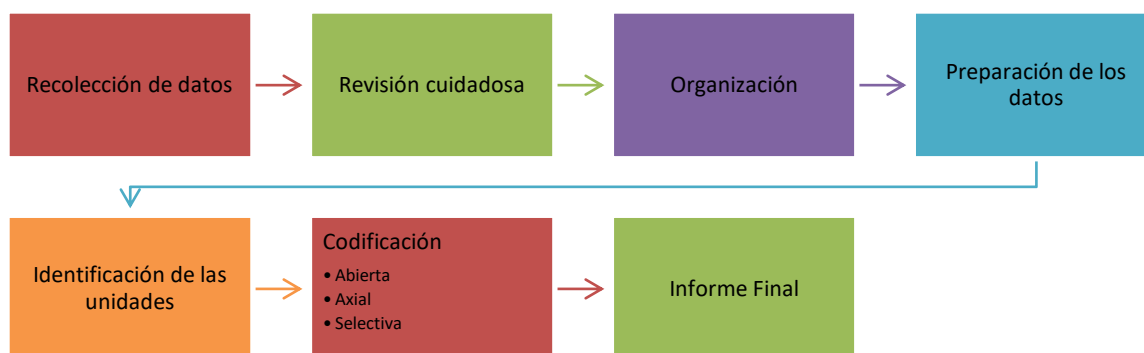 Recolección de datos
Revisión cuidadosa
Organización
Preparación de los
datos
Identificación de las
unidades
Codificación
• Abierta
• Axial
• Selectiva
Informe Final